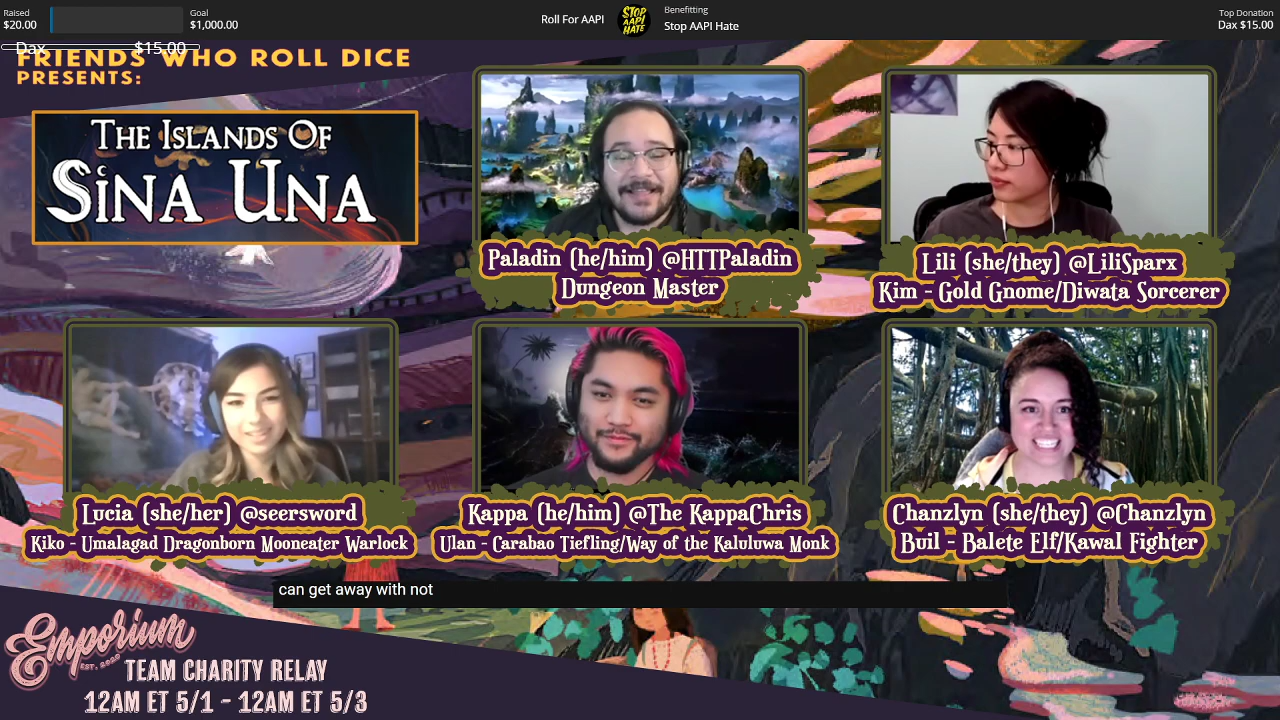 Raised
$20.00
Goal
$1,000.00
Roll For AAPI
STOP
AAPI
HATE
Benefitting
Stop AAPI Hate
Top Donation
Dax $15.00
Dax $15.00
FRIENDS WHO ROLL DICE
PRESENTS:
THE ISLANDS OF
SINA UNA
Paladin (he/him) @HTTPaladin
Dungeon Master
Lili (she/they) @LiliSparx
Kim - Gold Gnome/Diwata Sorcerer
Lucia (she/her) @seersword
Kiko - Umalagad Dragonborn Mooneater Warlock
Kappa (he/him) @The KappaChris
Ulan - Carabao Tiefling/Way of the Kaluluwa Monk
Chanzlyn (she/they) @Chanzlyn
Buil - Balete Elf/Kawal Fighter
can get away with not
Emporium
EST. 2020
TEAM CHARITY RELAY
12AM ET 5/1 - 12AM ET 5/3